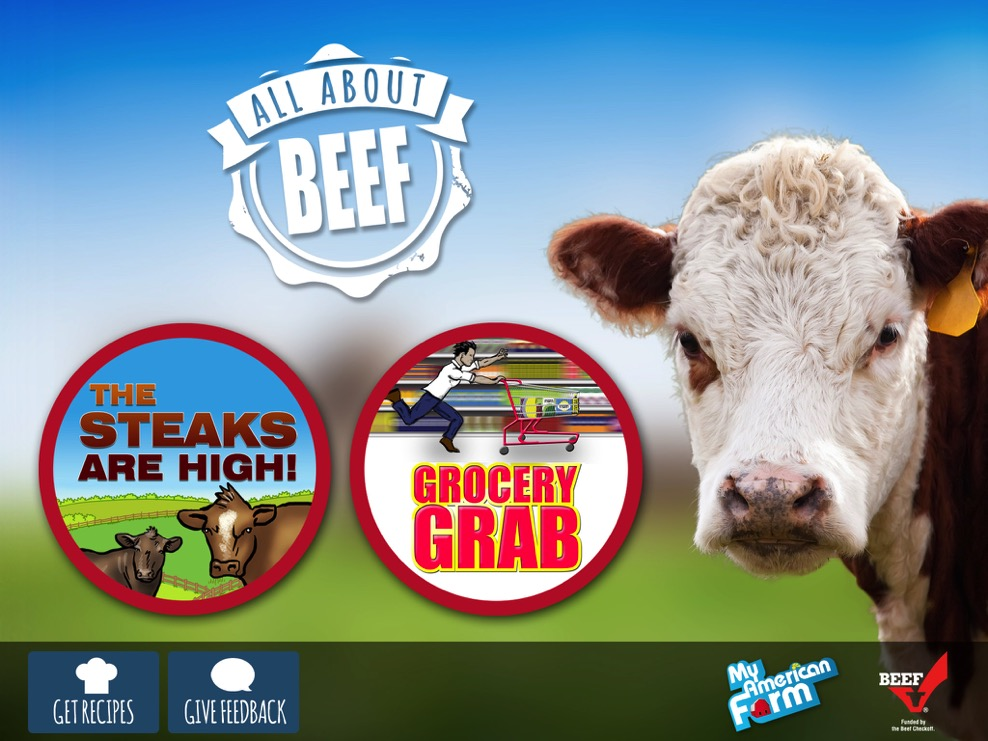 ALL ABOUT
BEEF
THE
STEAKS
ARE HIGH!
GROCERY
GRAB
GET RECIPES
GIVE FEEDBACK
My
American
Farm
BEEF
®
Funded by
the Beef Checkoff.